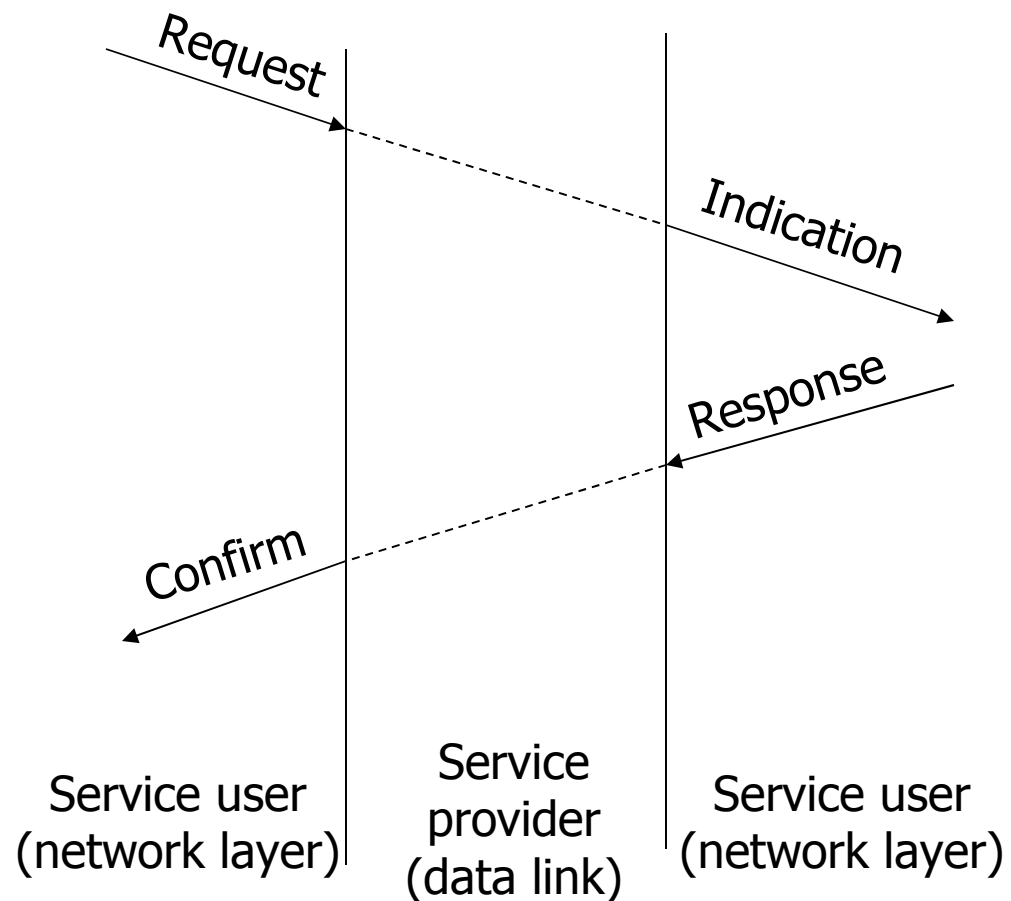 Request
Indication
Response
Confirm
Service user
(network layer)
Service
provider
(data link)
Service user
(network layer)